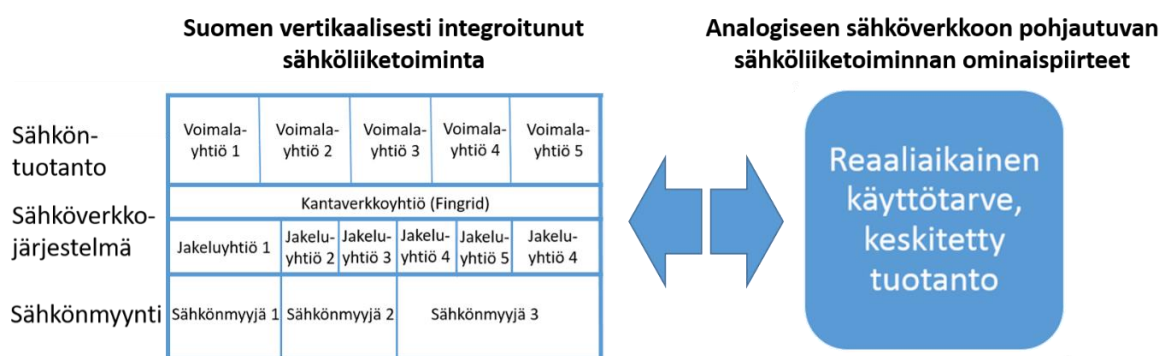 Suomen vertikaalisesti integroitunut
sähköliiketoiminta
Analogiseen sähköverkkoon pohjautuvan
sähköliiketoiminnan ominaispiirteet
Sähkön-
tuotanto
Voimala-
yhtiö 1
Voimala-
yhtiö 2
Voimala-
yhtiö 3
Voimala-
yhtiö 4
Voimala-
yhtiö 5
Sähköverkko-
järjestelmä
Kantaverkkoyhtiö (Fingrid)
Jakeluyhtiö 1
Jakelu-
yhtiö 2
Jakelu-
yhtiö 3
Jakelu-
yhtiö 4
Jakelu-
yhtiö 5
Jakelu-
yhtiö 4
Sähkönmyynti
Sähkönmyyjä 1
Sähkönmyyjä 2
Sähkönmyyjä 3
Reaaliaikainen
käyttötarve,
keskitetty
tuotanto